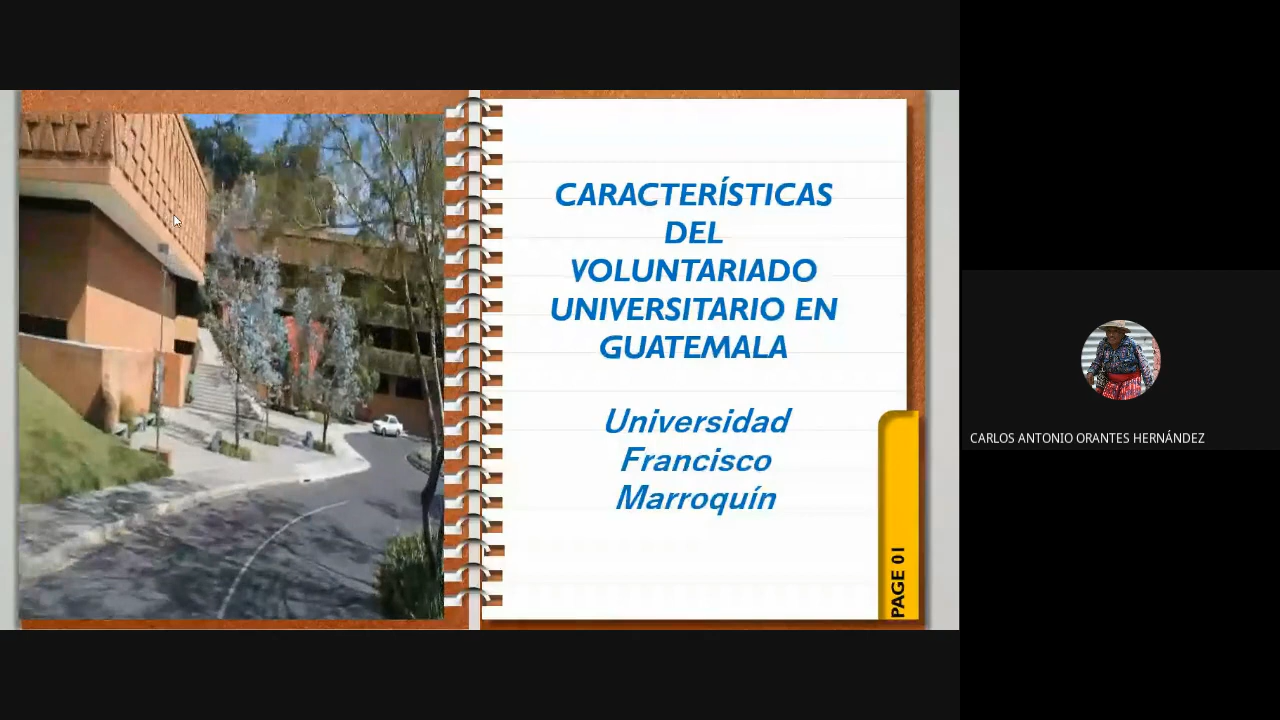 CARACTERÍSTICAS
DEL
VOLUNTARIADO
UNIVERSITARIO EN
GUATEMALA
Universidad
Francisco
Marroquín
PAGE 01
CARLOS ANTONIO ORANTES HERNÁNDEZ